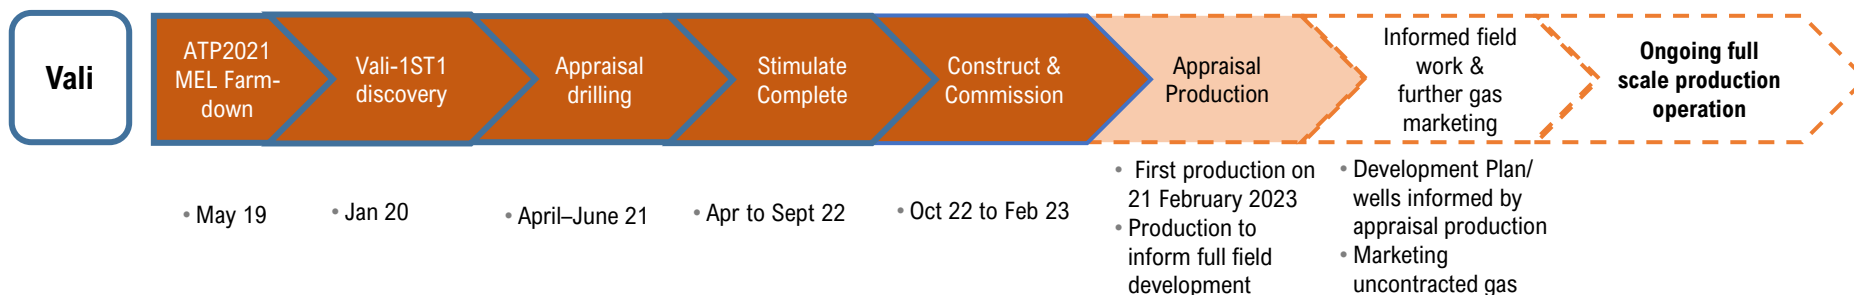 Vali
ATP2021
MEL Farm-
down
Vali-1ST1
discovery
Appraisal
drilling
Stimulate
Complete
Construct &
Commission
Appraisal
Production
Informed field
work &
further gas
marketing
Ongoing full
scale production
operation
• May 19
• Jan 20
• April–June 21
• Apr to Sept 22
• Oct 22 to Feb 23
• First production on
21 February 2023
• Production to
inform full field
development
• Development Plan/
wells informed by
appraisal production
• Marketing
uncontracted gas